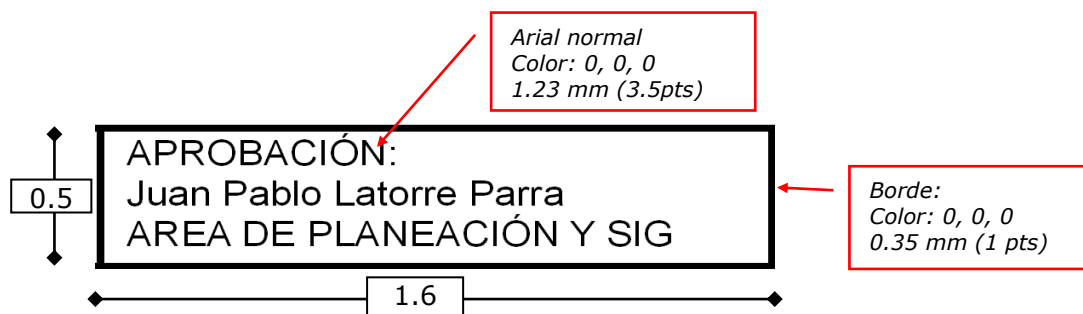 Arial normal
Color: 0, 0, 0
1.23 mm (3.5pts)
APROBACIÓN:
Juan Pablo Latorre Parra
AREA DE PLANEACIÓN Y SIG
0.5
Borde:
Color: 0, 0, 0
0.35 mm (1 pts)
1.6